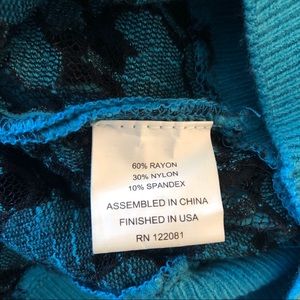 60% RAYON
30% NYLON
10% SPANDEX
ASSEMBLED IN CHINA
FINISHED IN USA
RN 122081